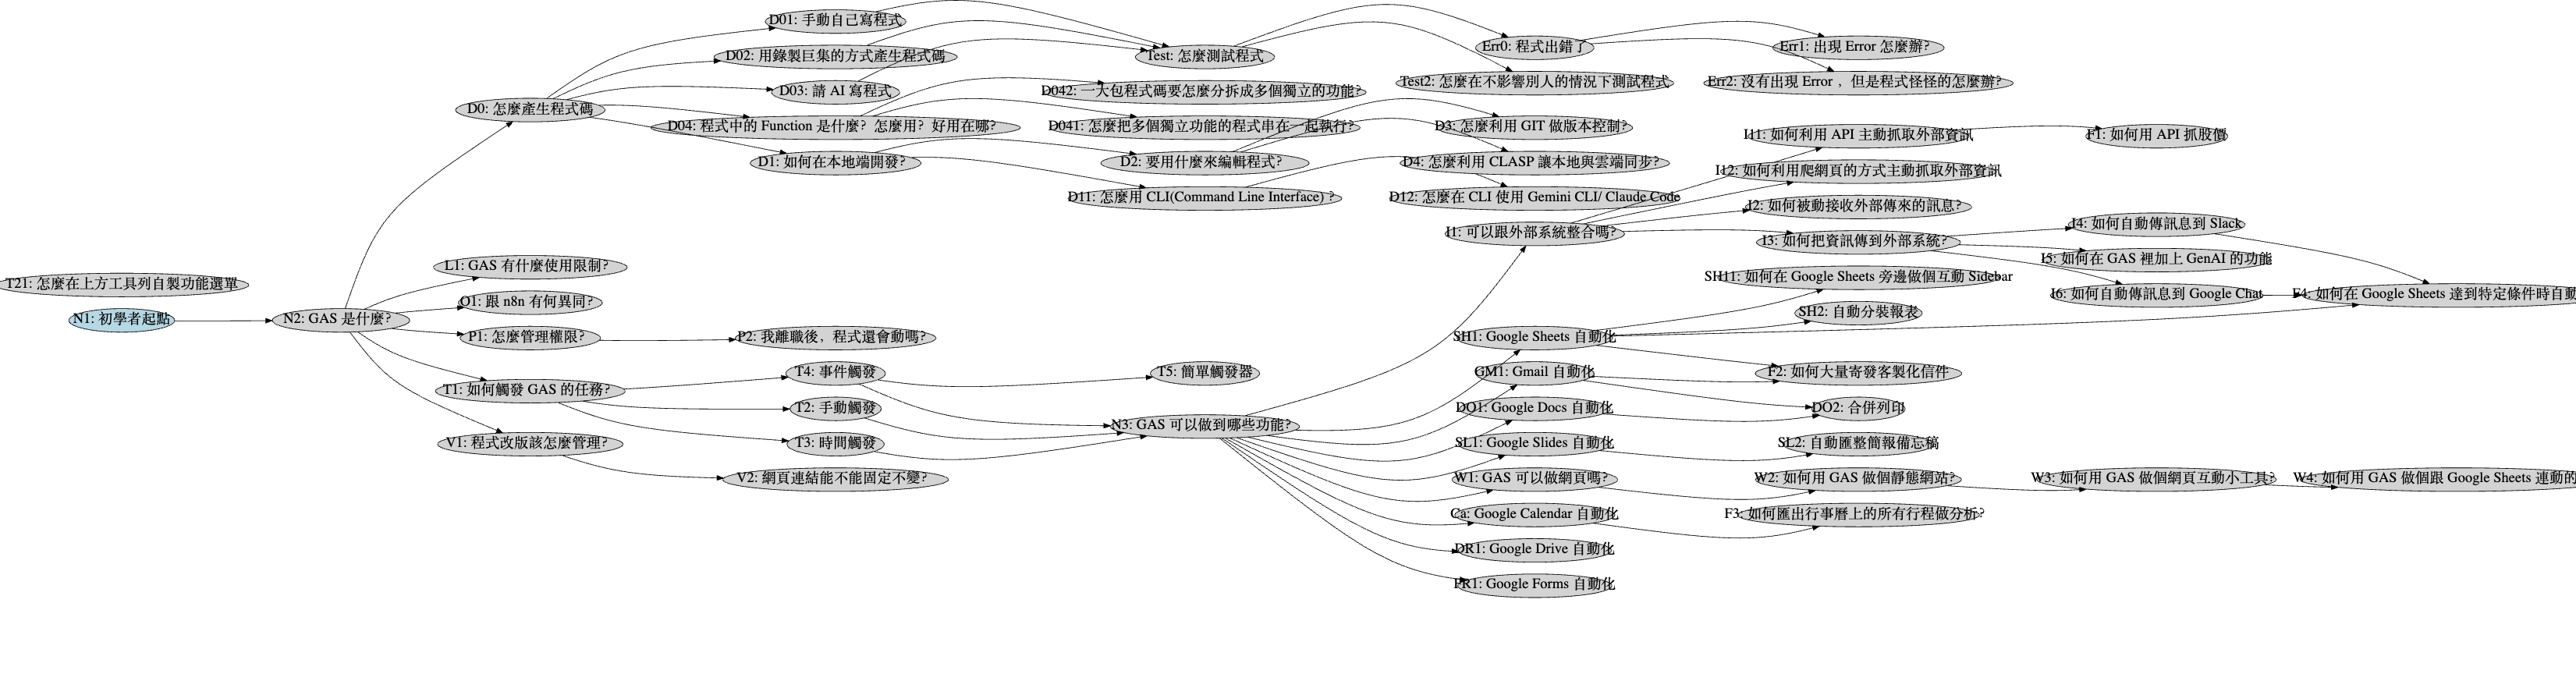 D01: 手動自己寫程式
D02: 用錄製巨集的方式產生程式碼
Test: 怎麼測試程式
Err0: 程式出錯了
Err1: 出現 Error 怎麼辦?
D0: 怎麼產生程式碼
D03: 請 AI 寫程式
D042: 一大包程式碼要怎麼分拆成多個獨立的功能?
Test2: 怎麼在不影響別人的情況下測試程式
Err2: 沒有出現 Error ,但是程式怪怪的怎麼辦?
D04: 程式中的 Function 是什麼?怎麼用?好用在哪?
D041: 怎麼把多個獨立功能的程式串在一起執行?
D3: 怎麼利用 GIT 做版本控制?
I11: 如何利用 API 主動抓取外部資訊
F1: 如何用 API 抓股價
D1: 如何在本地端開發?
D2: 要用什麼來編輯程式?
D4: 怎麼利用 CLASP 讓本地與雲端同步?
I12: 如何利用爬網頁的方式主動抓取外部資訊
D11: 怎麼用 CLI(Command Line Interface) ?
D12: 怎麼在 CLI 使用 Gemini CLI/ Claude Code
I2: 如何被動接收外部傳來的訊息?
I1: 可以跟外部系統整合嗎?
I3: 如何把資訊傳到外部系統?
I4: 如何自動傳訊息到 Slack
L1: GAS 有什麼使用限制?
I5: 如何在 GAS 裡加上 GenAI 的功能
T21: 怎麼在上方工具列自製功能選單
O1: 跟 n8n 有何異同?
SH11: 如何在 Google Sheets 旁邊做個互動 Sidebar
I6: 如何自動傳訊息到 Google Chat
F4: 如何在 Google Sheets 達到特定條件時自動
N1: 初學者起點
N2: GAS 是什麼?
P1: 怎麼管理權限?
P2: 我離職後,程式還會動嗎?
SH1: Google Sheets 自動化
SH2: 自動分裝報表
T1: 如何觸發 GAS 的任務?
T4: 事件觸發
T5: 簡單觸發器
GM1: Gmail 自動化
F2: 如何大量寄發客製化信件
T2: 手動觸發
DO1: Google Docs 自動化
DO2: 合併列印
V1: 程式改版該怎麼管理?
T3: 時間觸發
N3: GAS 可以做到哪些功能?
SL1: Google Slides 自動化
SL2: 自動匯整簡報備忘稿
V2: 網頁連結能不能固定不變?
W1: GAS 可以做網頁嗎?
W2: 如何用 GAS 做個靜態網站?
W3: 如何用 GAS 做個網頁互動小工具?
W4: 如何用 GAS 做個跟 Google Sheets 連動的
Ca: Google Calendar 自動化
F3: 如何匯出行事曆上的所有行程做分析?
DR1: Google Drive 自動化
FR1: Google Forms 自動化